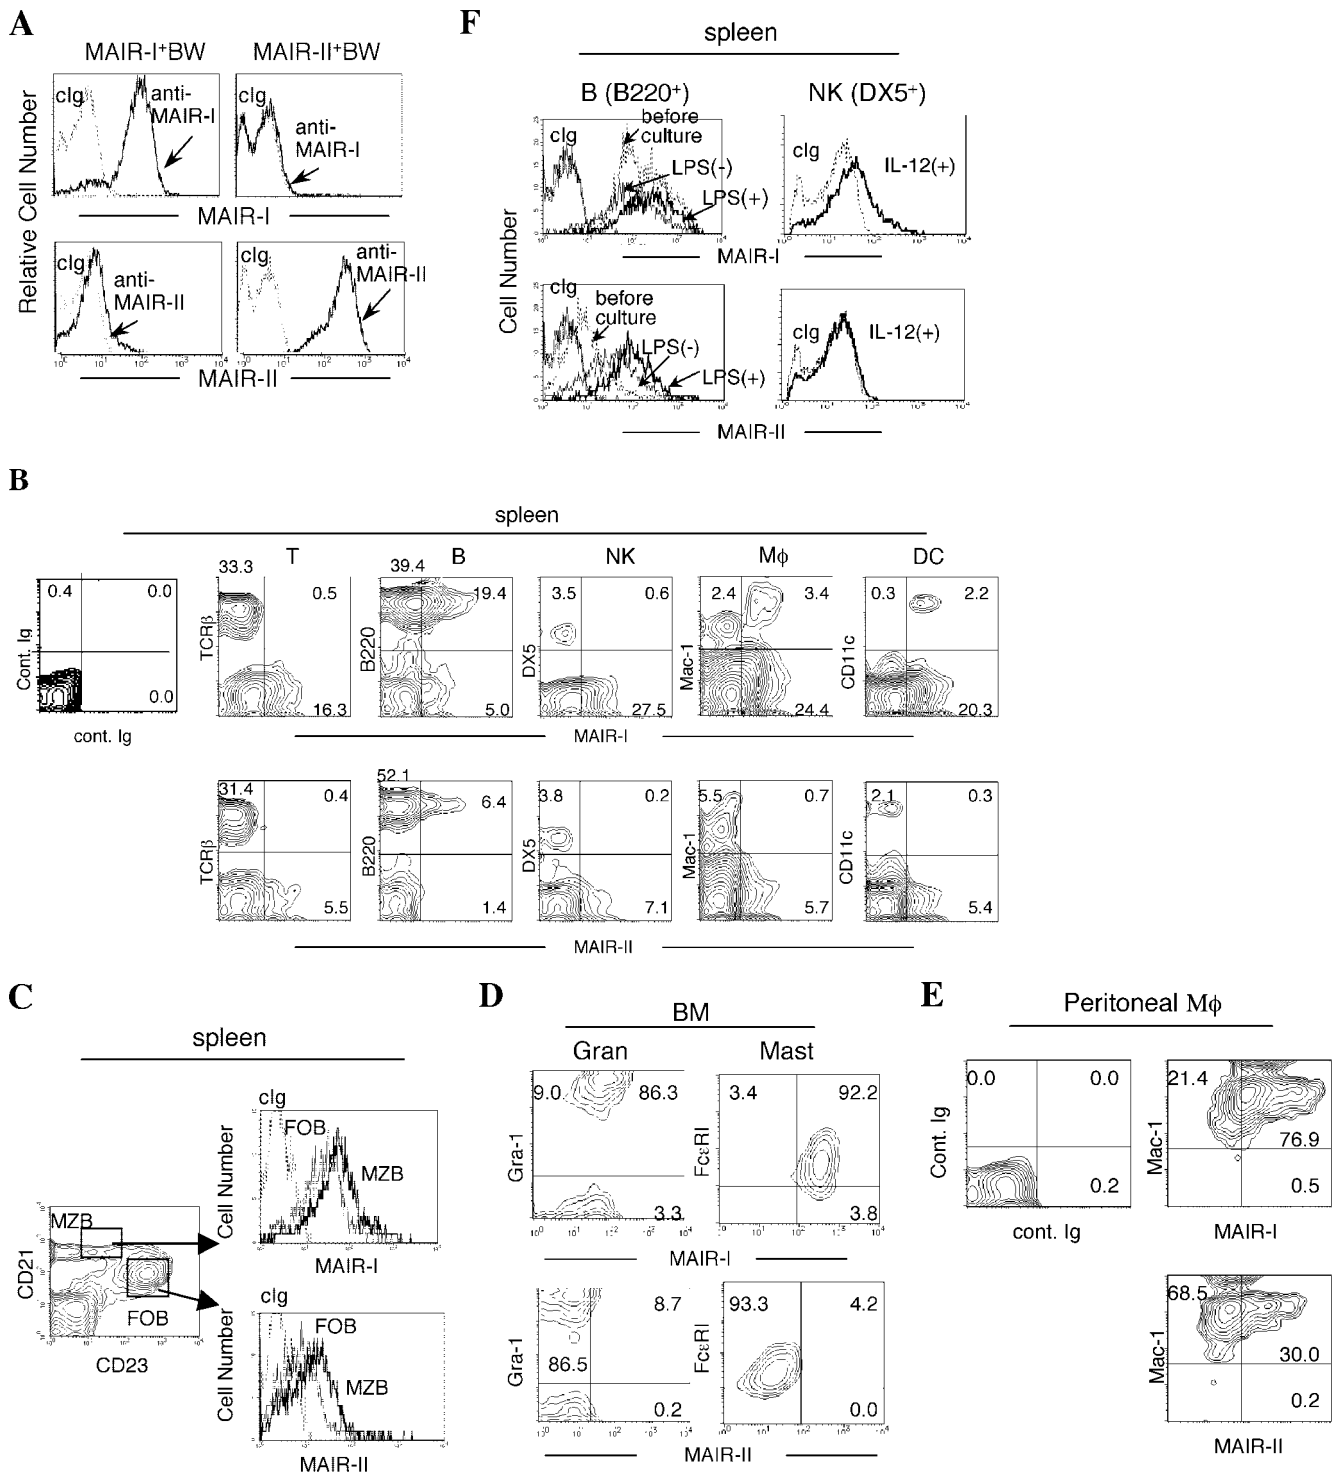 A
MAIR-I+BW
MAIR-II+BW
Relative Cell Number
cIg
anti-
MAIR-I
cIg
anti-
MAIR-I
MAIR-I
cIg
anti-
MAIR-II
cIg
anti-
MAIR-II
MAIR-II
F
spleen
B (B220+)
NK (DX5+)
Cell Number
cIg
before
culture
LPS(-)
LPS(+)
cIg
IL-12(+)
MAIR-I
cIg
before
culture
LPS(-)
LPS(+)
cIg
IL-12(+)
MAIR-II
B
spleen
T
B
NK
Mφ
DC
Cont. Ig
0.4
0.0
0.0
cont. Ig
TCRβ
33.3
0.5
16.3
B220
39.4
19.4
5.0
DX5
3.5
0.6
27.5
Mac-1
2.4
3.4
24.4
CD11c
0.3
2.2
20.3
MAIR-I
TCRβ
31.4
0.4
5.5
B220
52.1
6.4
1.4
DX5
3.8
0.2
7.1
Mac-1
5.5
0.7
5.7
CD11c
2.1
0.3
5.4
MAIR-II
C
spleen
CD21
MZB
FOB
CD23
Cell Number
cIg
FOB
MZB
MAIR-I
Cell Number
cIg
FOB
MZB
MAIR-II
D
BM
Gran
Mast
Gra-1
9.0
86.3
3.3
FcεRI
3.4
92.2
3.8
MAIR-I
Gra-1
8.7
86.5
0.2
FcεRI
93.3
4.2
0.0
MAIR-II
E
Peritoneal Mφ
Cont. Ig
0.0
0.0
0.2
cont. Ig
Mac-1
21.4
76.9
0.5
MAIR-I
Mac-1
68.5
30.0
0.2
MAIR-II